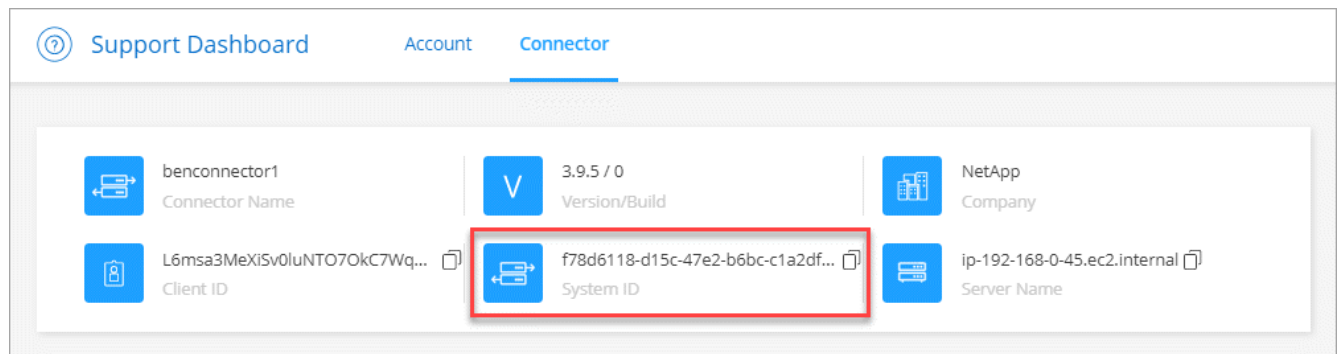 Support Dashboard Account Connector
benconnector1
Connector Name
V
3.9.5 / 0
Version/Build
NetApp
Company
L6msa3MeXiSv0luNTO7OkC7Wq...
Client ID
f78d6118-d15c-47e2-b6bc-c1a2df...
System ID
ip-192-168-0-45.ec2.internal
Server Name